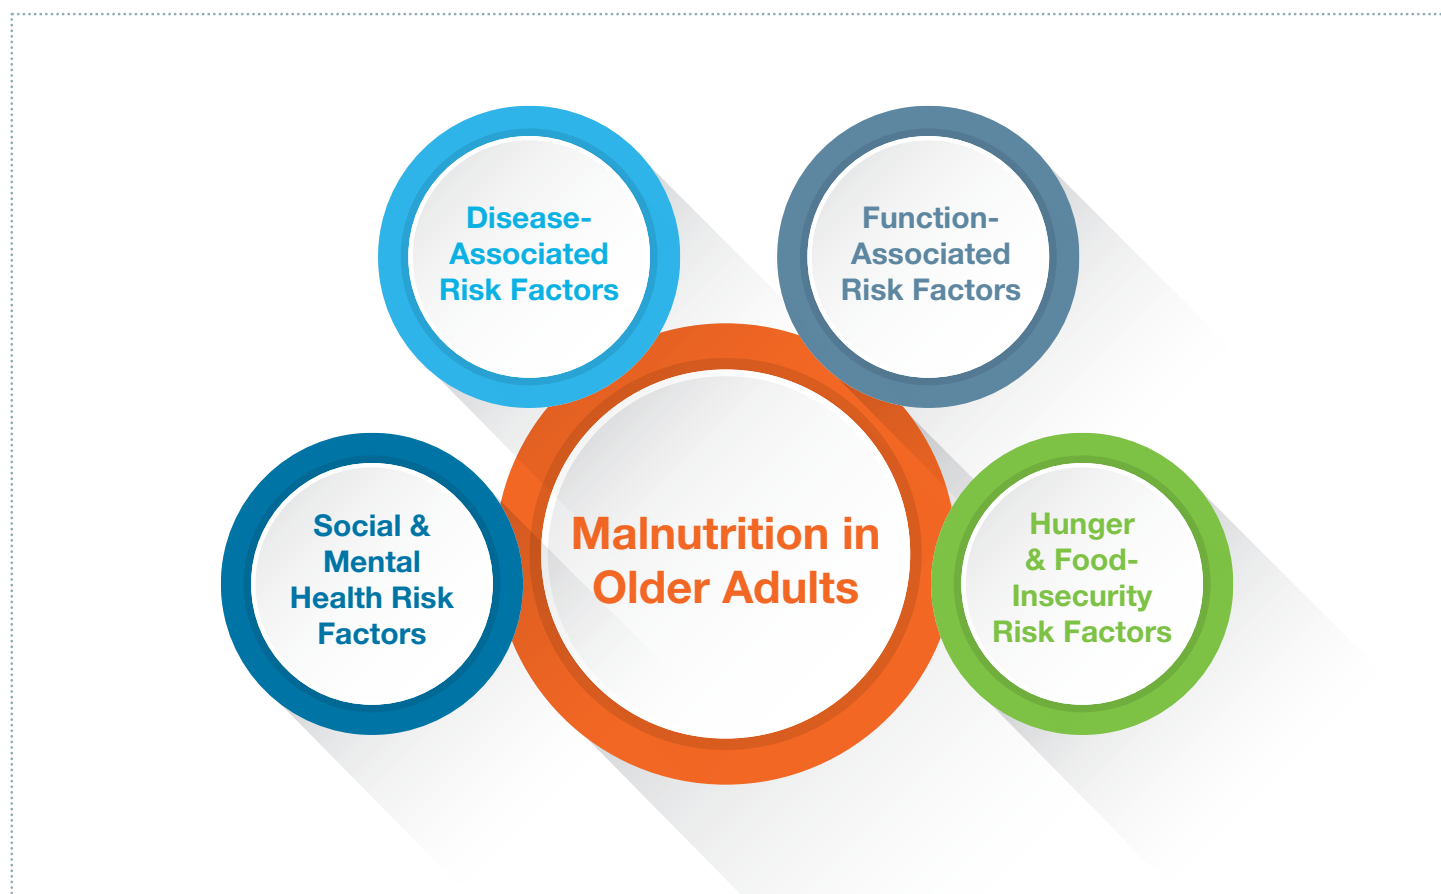 Disease-
Associated
Risk Factors
Function-
Associated
Risk Factors
Social &
Mental
Health Risk
Factors
Malnutrition in
Older Adults
Hunger
& Food-
Insecurity
Risk Factors